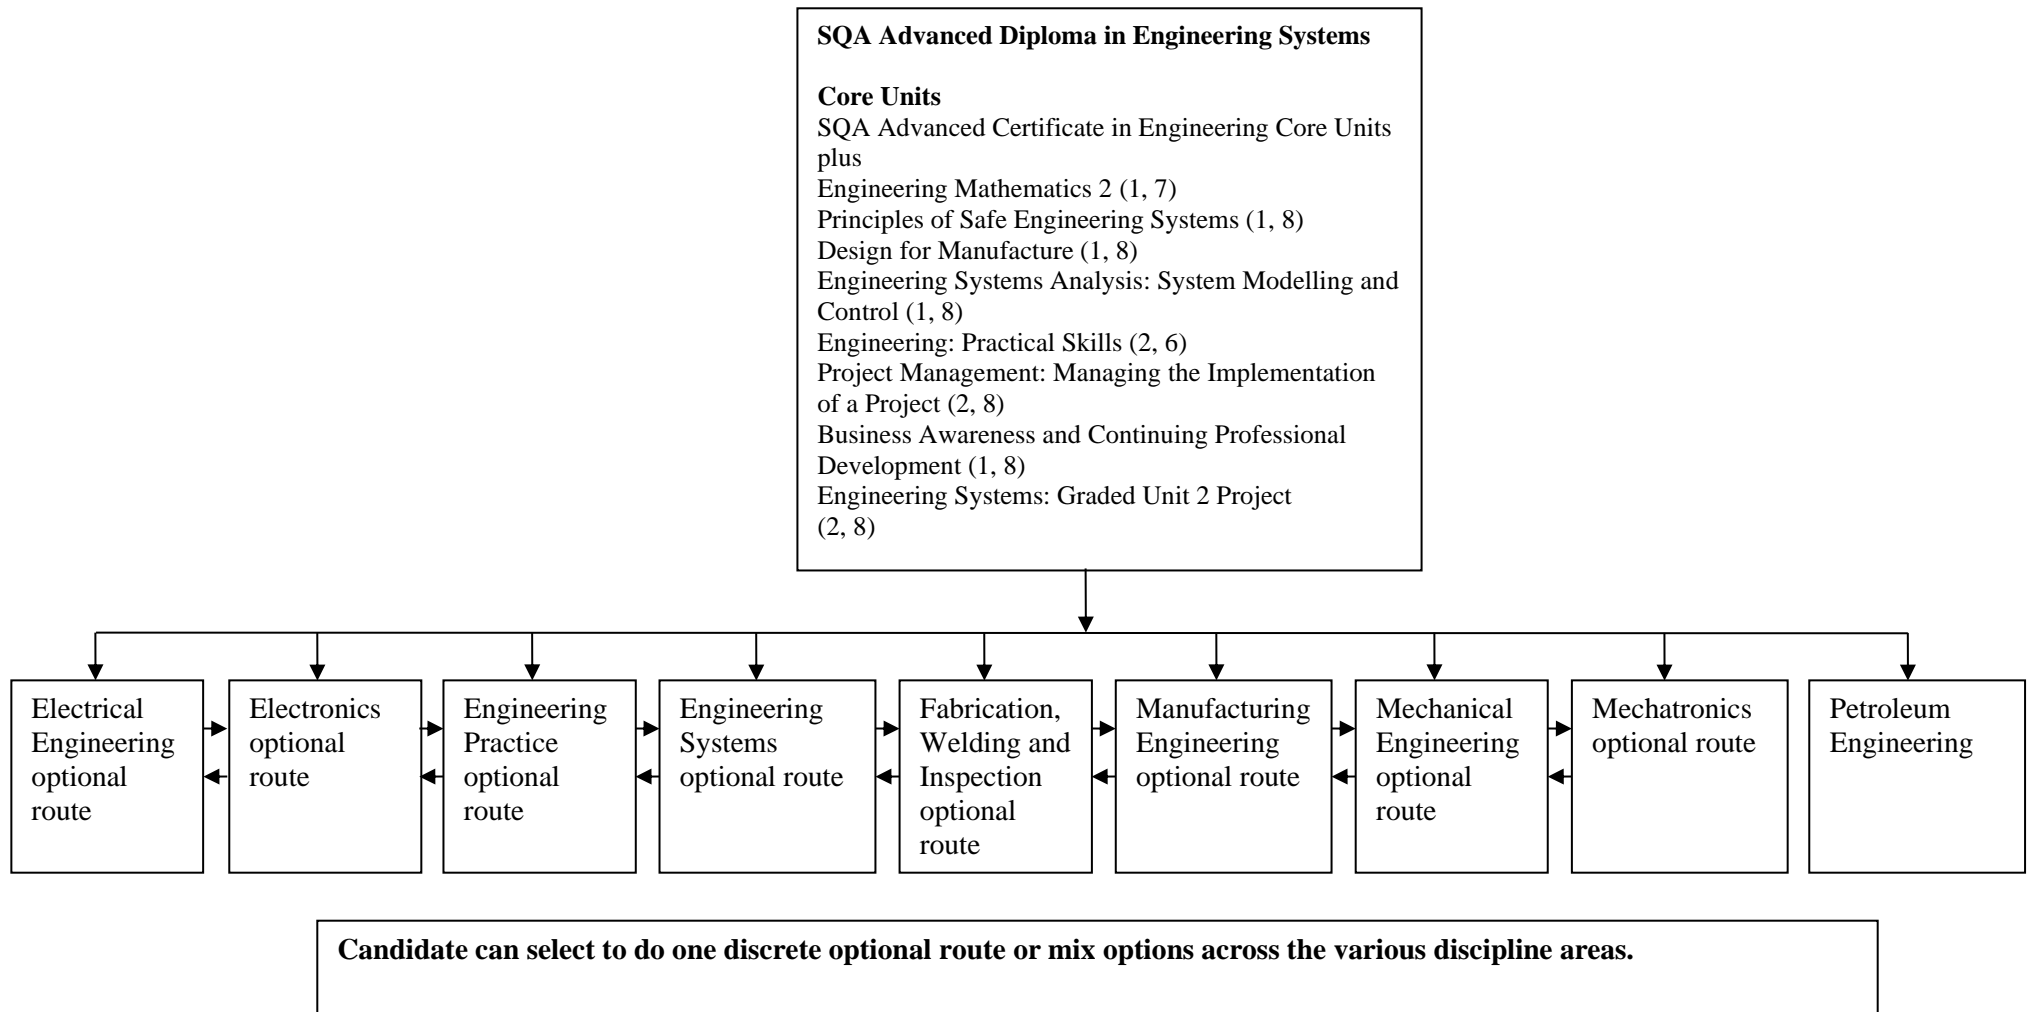 SQA Advanced Diploma in Engineering Systems
Core Units
SQA Advanced Certificate in Engineering Core Units
plus
Engineering Mathematics 2 (1, 7)
Principles of Safe Engineering Systems (1, 8)
Design for Manufacture (1, 8)
Engineering Systems Analysis: System Modelling and
Control (1, 8)
Engineering: Practical Skills (2, 6)
Project Management: Managing the Implementation
of a Project (2, 8)
Business Awareness and Continuing Professional
Development (1, 8)
Engineering Systems: Graded Unit 2 Project
(2, 8)
Electrical
Engineering
optional
route
Electronics
optional
route
Engineering
Practice
optional
route
Engineering
Systems
optional route
Fabrication,
Welding and
Inspection
optional
route
Manufacturing
Engineering
optional route
Mechanical
Engineering
optional
route
Mechatronics
optional route
Petroleum
Engineering
Candidate can select to do one discrete optional route or mix options across the various discipline areas.